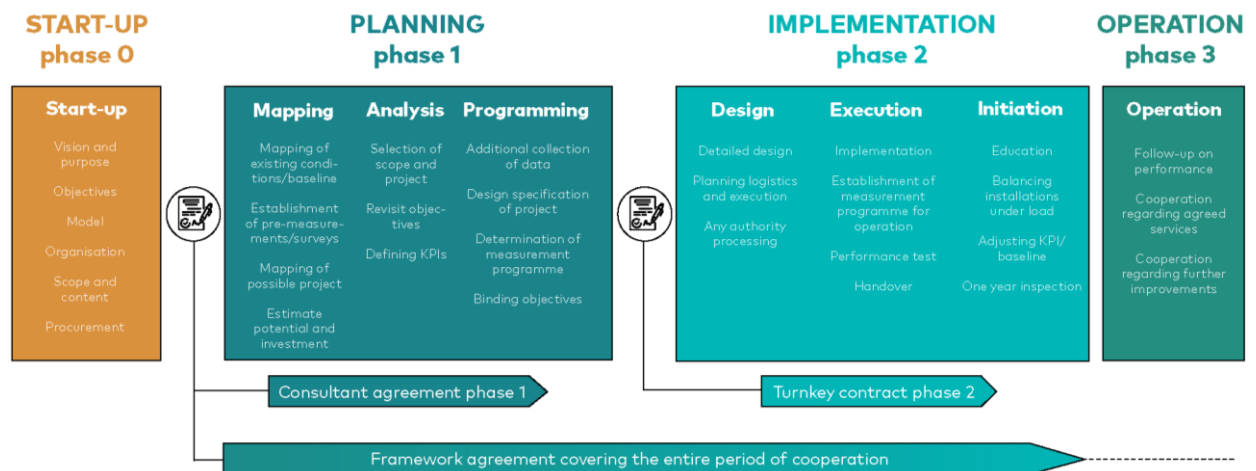 START-UP
phase 0
PLANNING
phase 1
IMPLEMENTATION
phase 2
OPERATION
phase 3
Start-up
Vision and
purpose
Objectives
Model
Organisation
Scope and
content
Procurement
Mapping
Mapping of
existing condi-
tions/baseline
Establishment
of pre-measure-
ments/surveys
Mapping of
possible project
Estimate
potential and
investment
Analysis
Selection of
scope and
project
Revisit objec-
tives
Defining KPIs
Programming
Additional collection
of data
Design specification
of project
Determination of
measurement
programme
Binding objectives
Design
Detailed design
Planning logistics
and execution
Any authority
processing
Execution
Implementation
Establishment of
measurement
programme for
operation
Performance test
Handover
Initiation
Education
Balancing
installations
under load
Adjusting KPI/
baseline
One year inspection
Operation
Follow-up on
performance
Cooperation
regarding agreed
services
Cooperation
regarding further
improvements
Consultant agreement phase 1
Turnkey contract phase 2
Framework agreement covering the entire period of cooperation